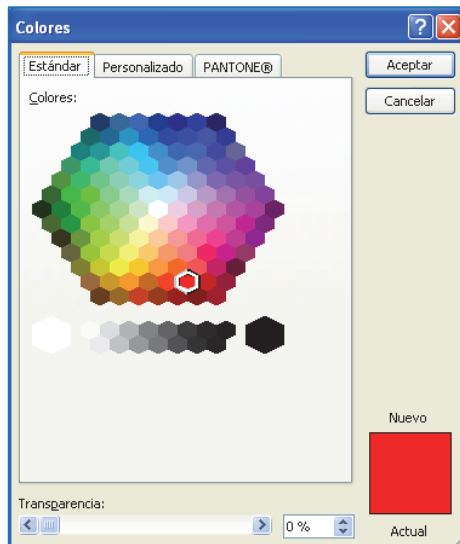 Colores
Estándar Personalizado PANTONE®
Aceptar
Colores:
Cancelar
Nuevo
Transparencia:
0 %
Actual